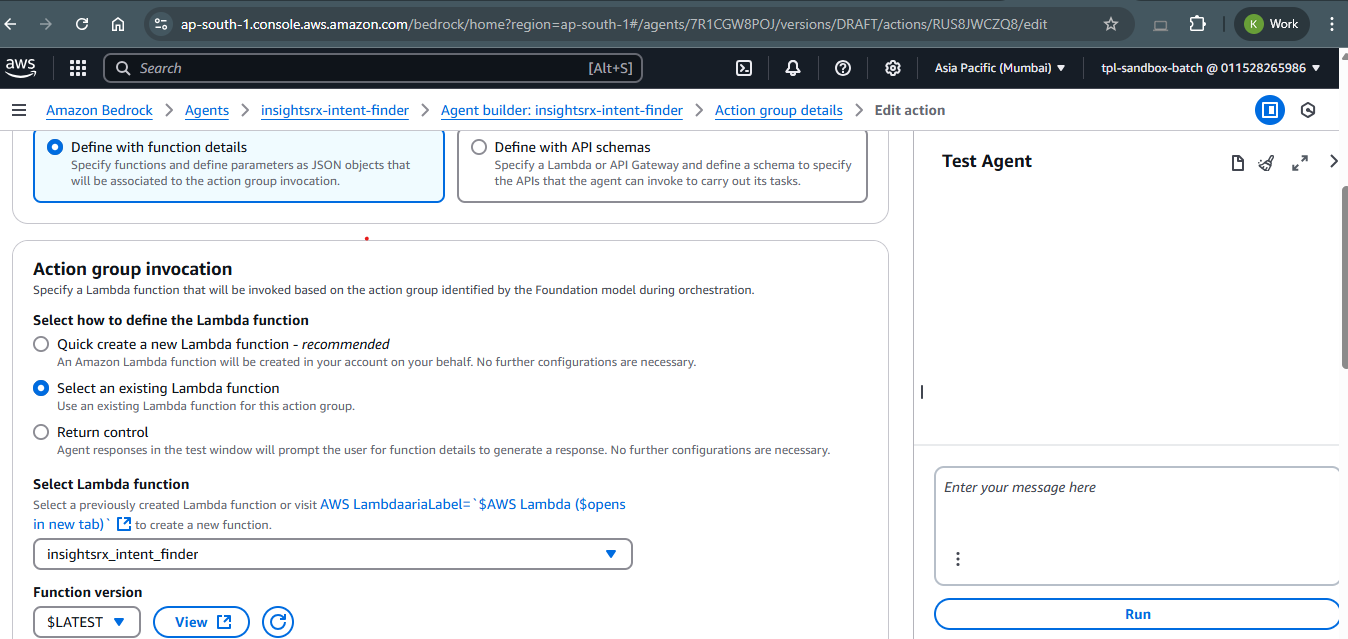 ap-south-1.console.aws.amazon.com/bedrock/home?region=ap-south-1#/agents/7R1CGW8POJ/versions/DRAFT/actions/RUS8JWCZQ8/edit
K Work
aws
Search [Alt+S]
Asia Pacific (Mumbai)
tpl-sandbox-batch @ 011528265986
Amazon Bedrock
Agents
insightsrx-intent-finder
Agent builder: insightsrx-intent-finder
Action group details
Edit action
Define with function details
Specify functions and define parameters as JSON objects that
will be associated to the action group invocation.
Define with API schemas
Specify a Lambda or API Gateway and define a schema to specify
the APIs that the agent can invoke to carry out its tasks.
Action group invocation
Specify a Lambda function that will be invoked based on the action group identified by the Foundation model during orchestration.
Select how to define the Lambda function
Quick create a new Lambda function - recommended
An Amazon Lambda function will be created in your account on your behalf. No further configurations are necessary.
Select an existing Lambda function
Use an existing Lambda function for this action group.
Return control
Agent responses in the test window will prompt the user for function details to generate a response. No further configurations are necessary.
Select Lambda function
Select a previously created Lambda function or visit AWS LambdaariaLabel=`$AWS Lambda ($opens
in new tab)` to create a new function.
insightsrx_intent_finder
Function version
$LATEST
View
Test Agent
Enter your message here
Run